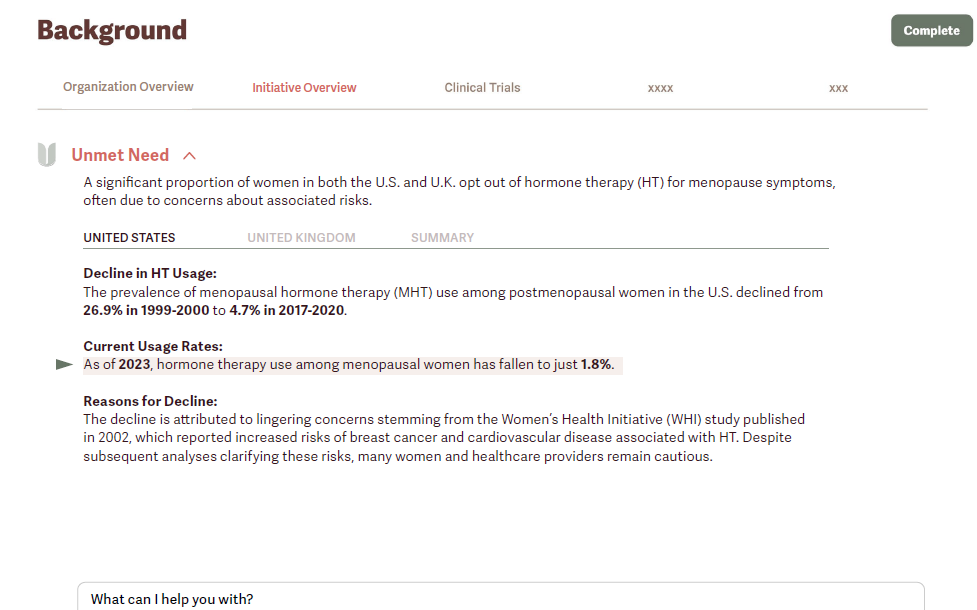 Background
Complete
Organization Overview
Initiative Overview
Clinical Trials
xxxx
xxx
Unmet Need
A significant proportion of women in both the U.S. and U.K. opt out of hormone therapy (HT) for menopause symptoms,
often due to concerns about associated risks.
UNITED STATES
UNITED KINGDOM
SUMMARY
Decline in HT Usage:
The prevalence of menopausal hormone therapy (MHT) use among postmenopausal women in the U.S. declined from
26.9% in 1999-2000 to 4.7% in 2017-2020.
Current Usage Rates:
As of 2023, hormone therapy use among menopausal women has fallen to just 1.8%.
Reasons for Decline:
The decline is attributed to lingering concerns stemming from the Women's Health Initiative (WHI) study published
in 2002, which reported increased risks of breast cancer and cardiovascular disease associated with HT. Despite
subsequent analyses clarifying these risks, many women and healthcare providers remain cautious.
What can I help you with?